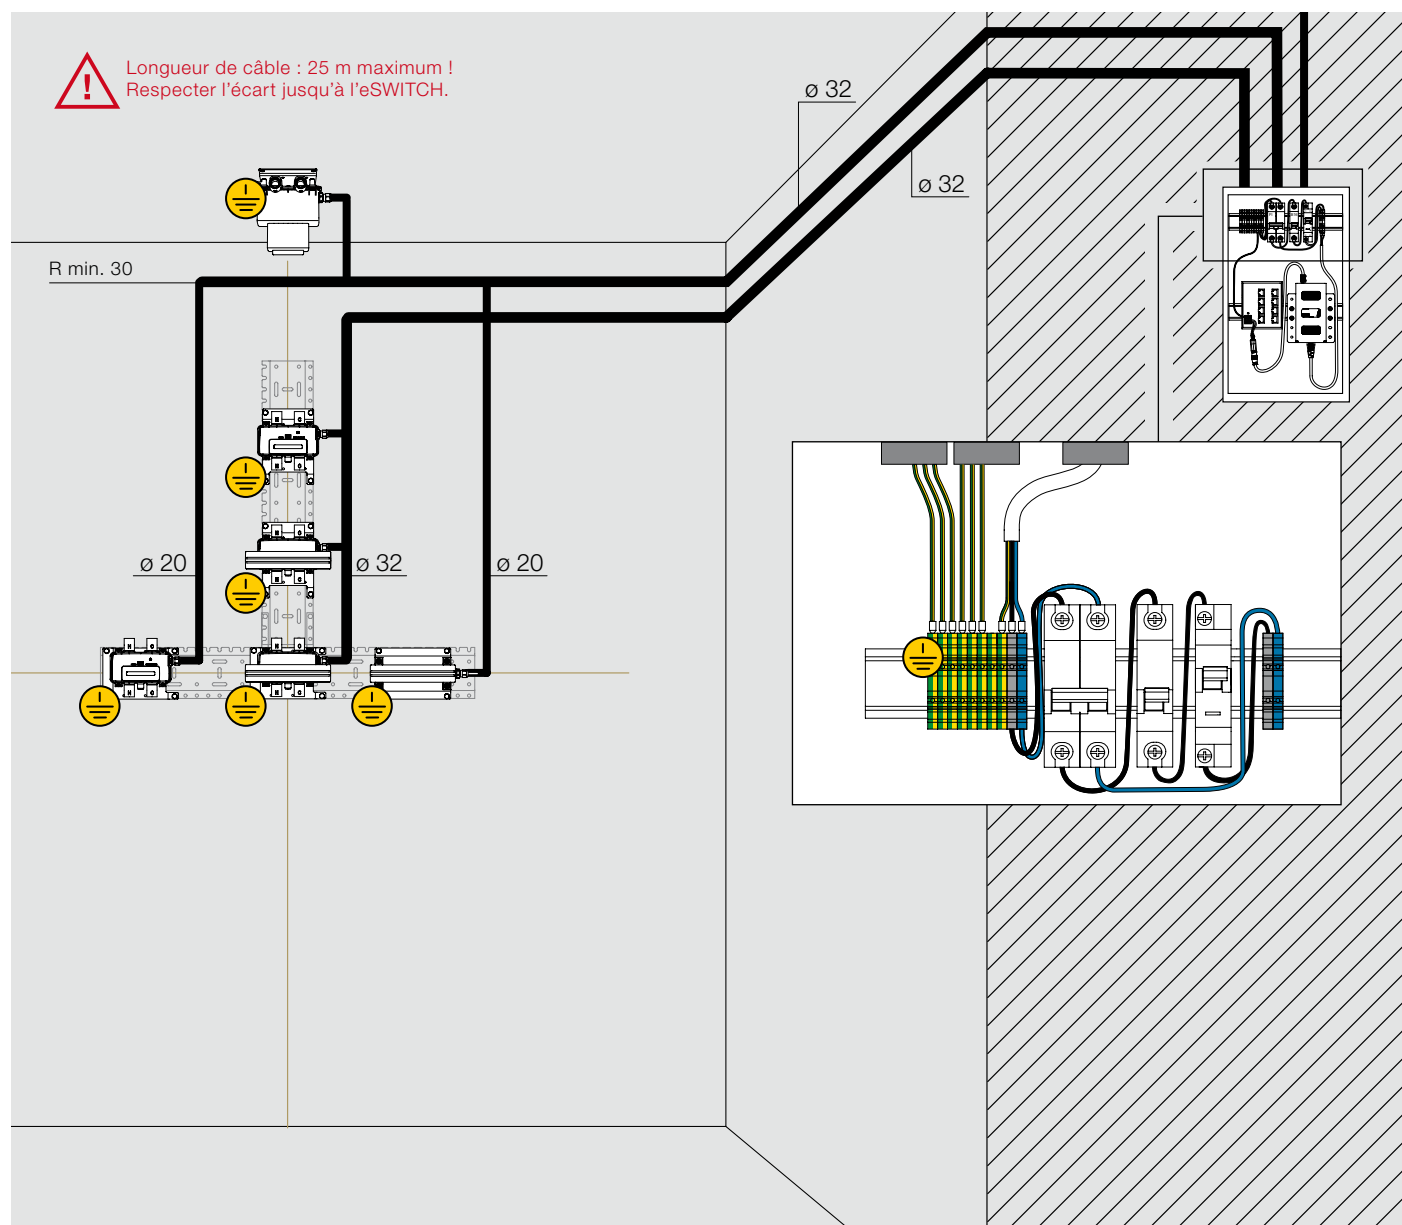 Longueur de câble : 25 m maximum !
Respecter l'écart jusqu'à l'eSWITCH.
ø 32
ø 32
R min. 30
ø 20
ø 32
ø 20